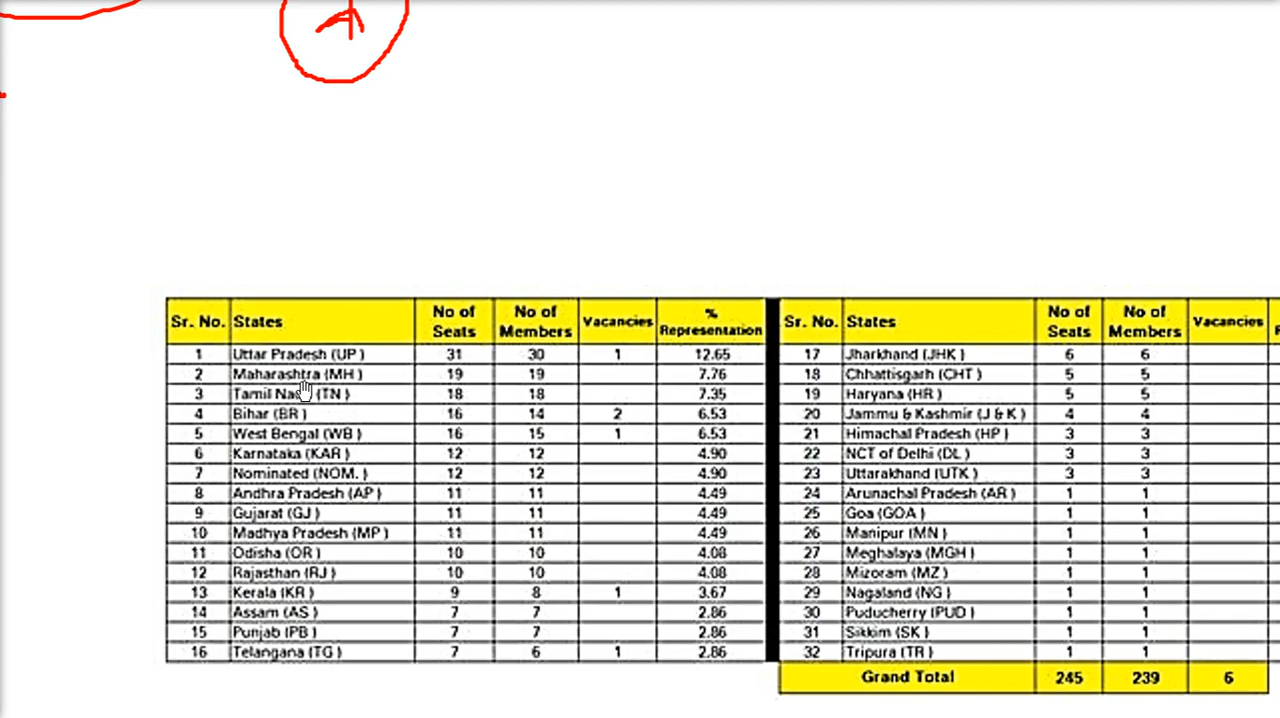 A
Sr. No. States No of Seats No of Members Vacancies % Representation Sr. No. States No of Seats No of Members Vacancies
1 Uttar Pradesh (UP ) 31 30 1 12.65 17 Jharkhand (JHK ) 6 6
2 Maharashtra (MH ) 19 19 7.76 18 Chhattisgarh (CHT ) 5 5
3 Tamil (TN ) 18 18 7.35 19 Haryana (HR ) 5 5
4 Bihar (BR ) 16 14 2 6.53 20 Jammu & Kashmir (J & K ) 4 4
5 West Bengal (WB ) 16 15 1 6.53 21 Himachal Pradesh (HP ) 3 3
6 Karnataka (KAR ) 12 12 4.90 22 NCT of Delhi (DL ) 3 3
7 Nominated (NOM. ) 12 12 4.90 23 Uttarakhand (UTK ) 3 3
8 Andhra Pradesh (AP ) 11 11 4.49 24 Arunachal Pradesh (AR ) 1 1
9 Gujarat (GJ ) 11 11 4.49 25 Goa (GOA ) 1 1
10 Madhya Pradesh (MP ) 11 11 4.49 26 Manipur (MN ) 1 1
11 Odisha (OR ) 10 10 4.08 27 Meghalaya (MGH ) 1 1
12 Rajasthan (RJ ) 10 10 4.08 28 Mizoram (MZ ) 1 1
13 Kerala (KR ) 9 8 1 3.67 29 Nagaland (NG ) 1 1
14 Assam (AS ) 7 7 2.86 30 Puducherry (PUD ) 1 1
15 Punjab (PB ) 7 7 2.86 31 Sikkim (SK ) 1 1
16 Telangana (TG ) 7 6 1 2.86 32 Tripura (TR ) 1 1
Grand Total 245 239 6